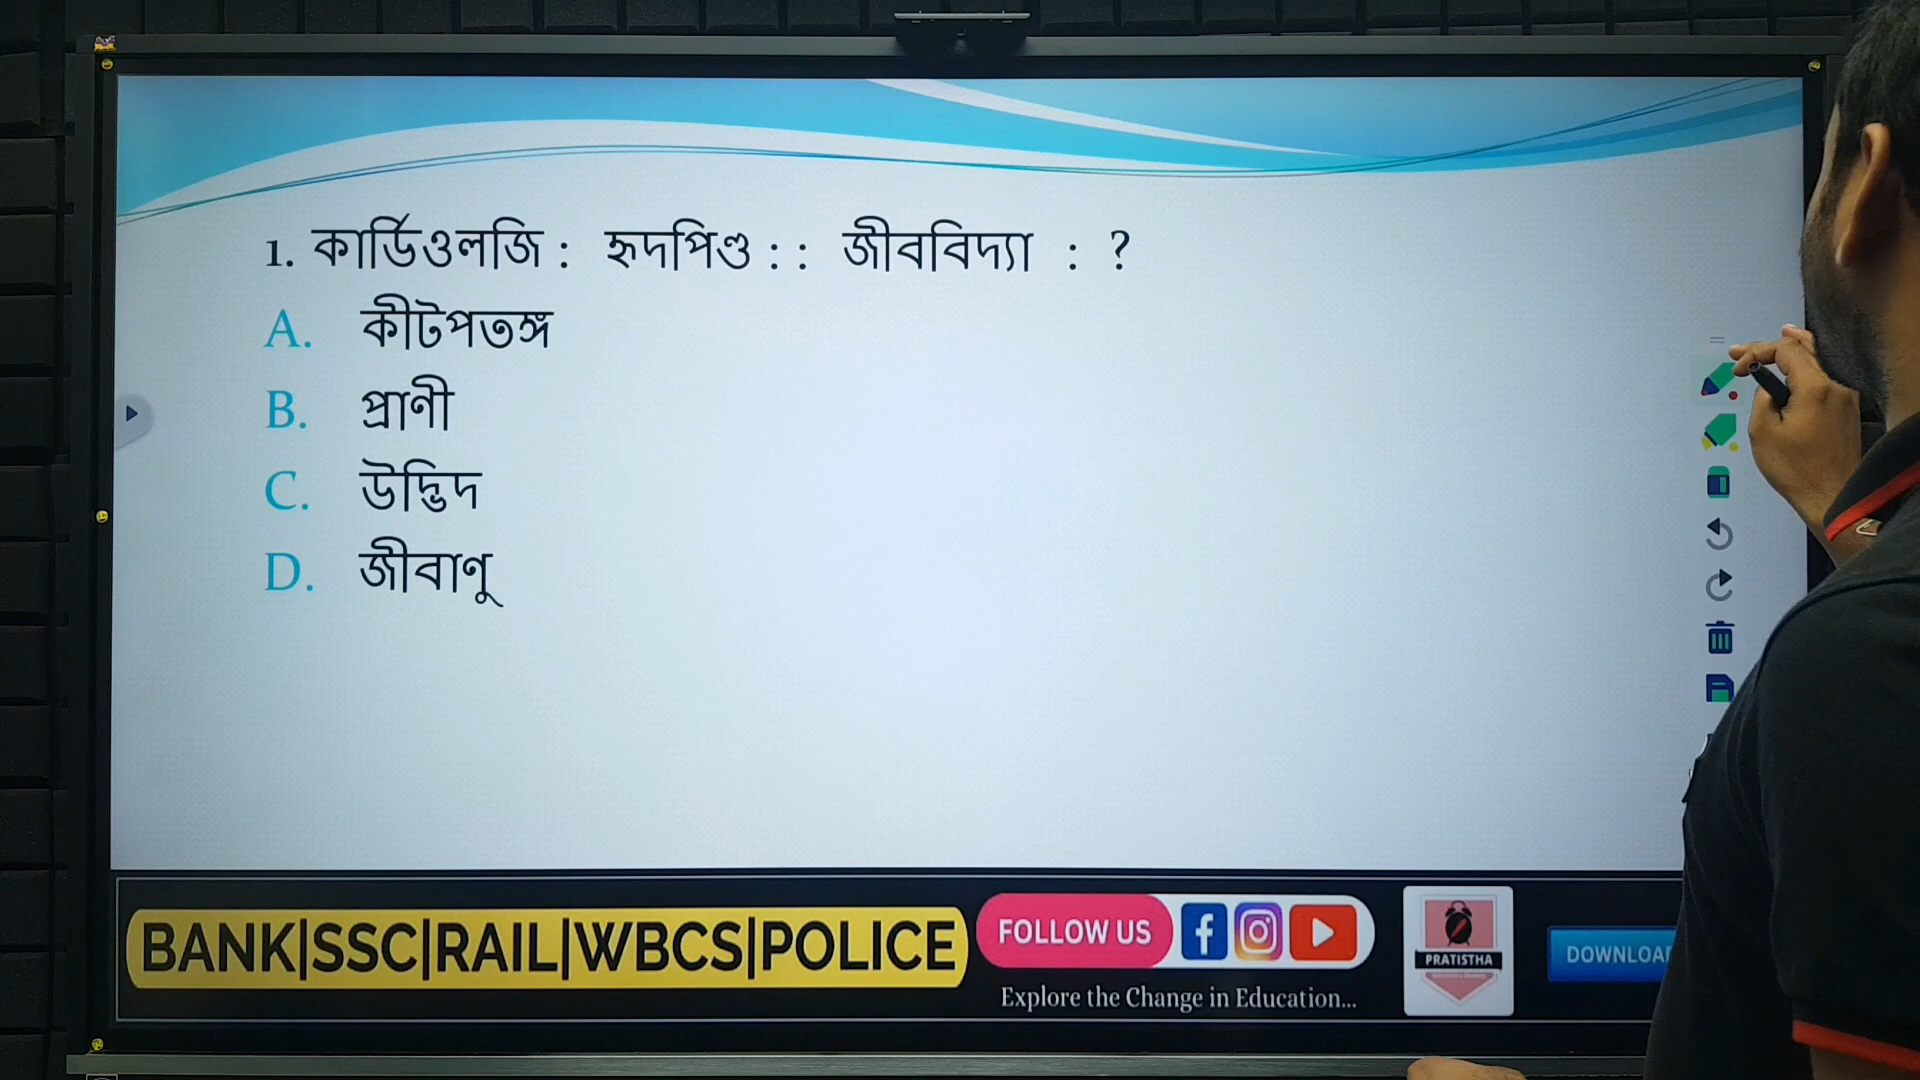 1. কার্ডিওলজি : হৃদপিণ্ড : : জীববিদ্যা : ?
A. কীটপতঙ্গ
B. প্রাণী
C. উদ্ভিদ
D. জীবাণু
BANK|SSC|RAIL|WBCS|POLICE
FOLLOW US
Explore the Change in Education...
PRATISTHA
DOWNLOA